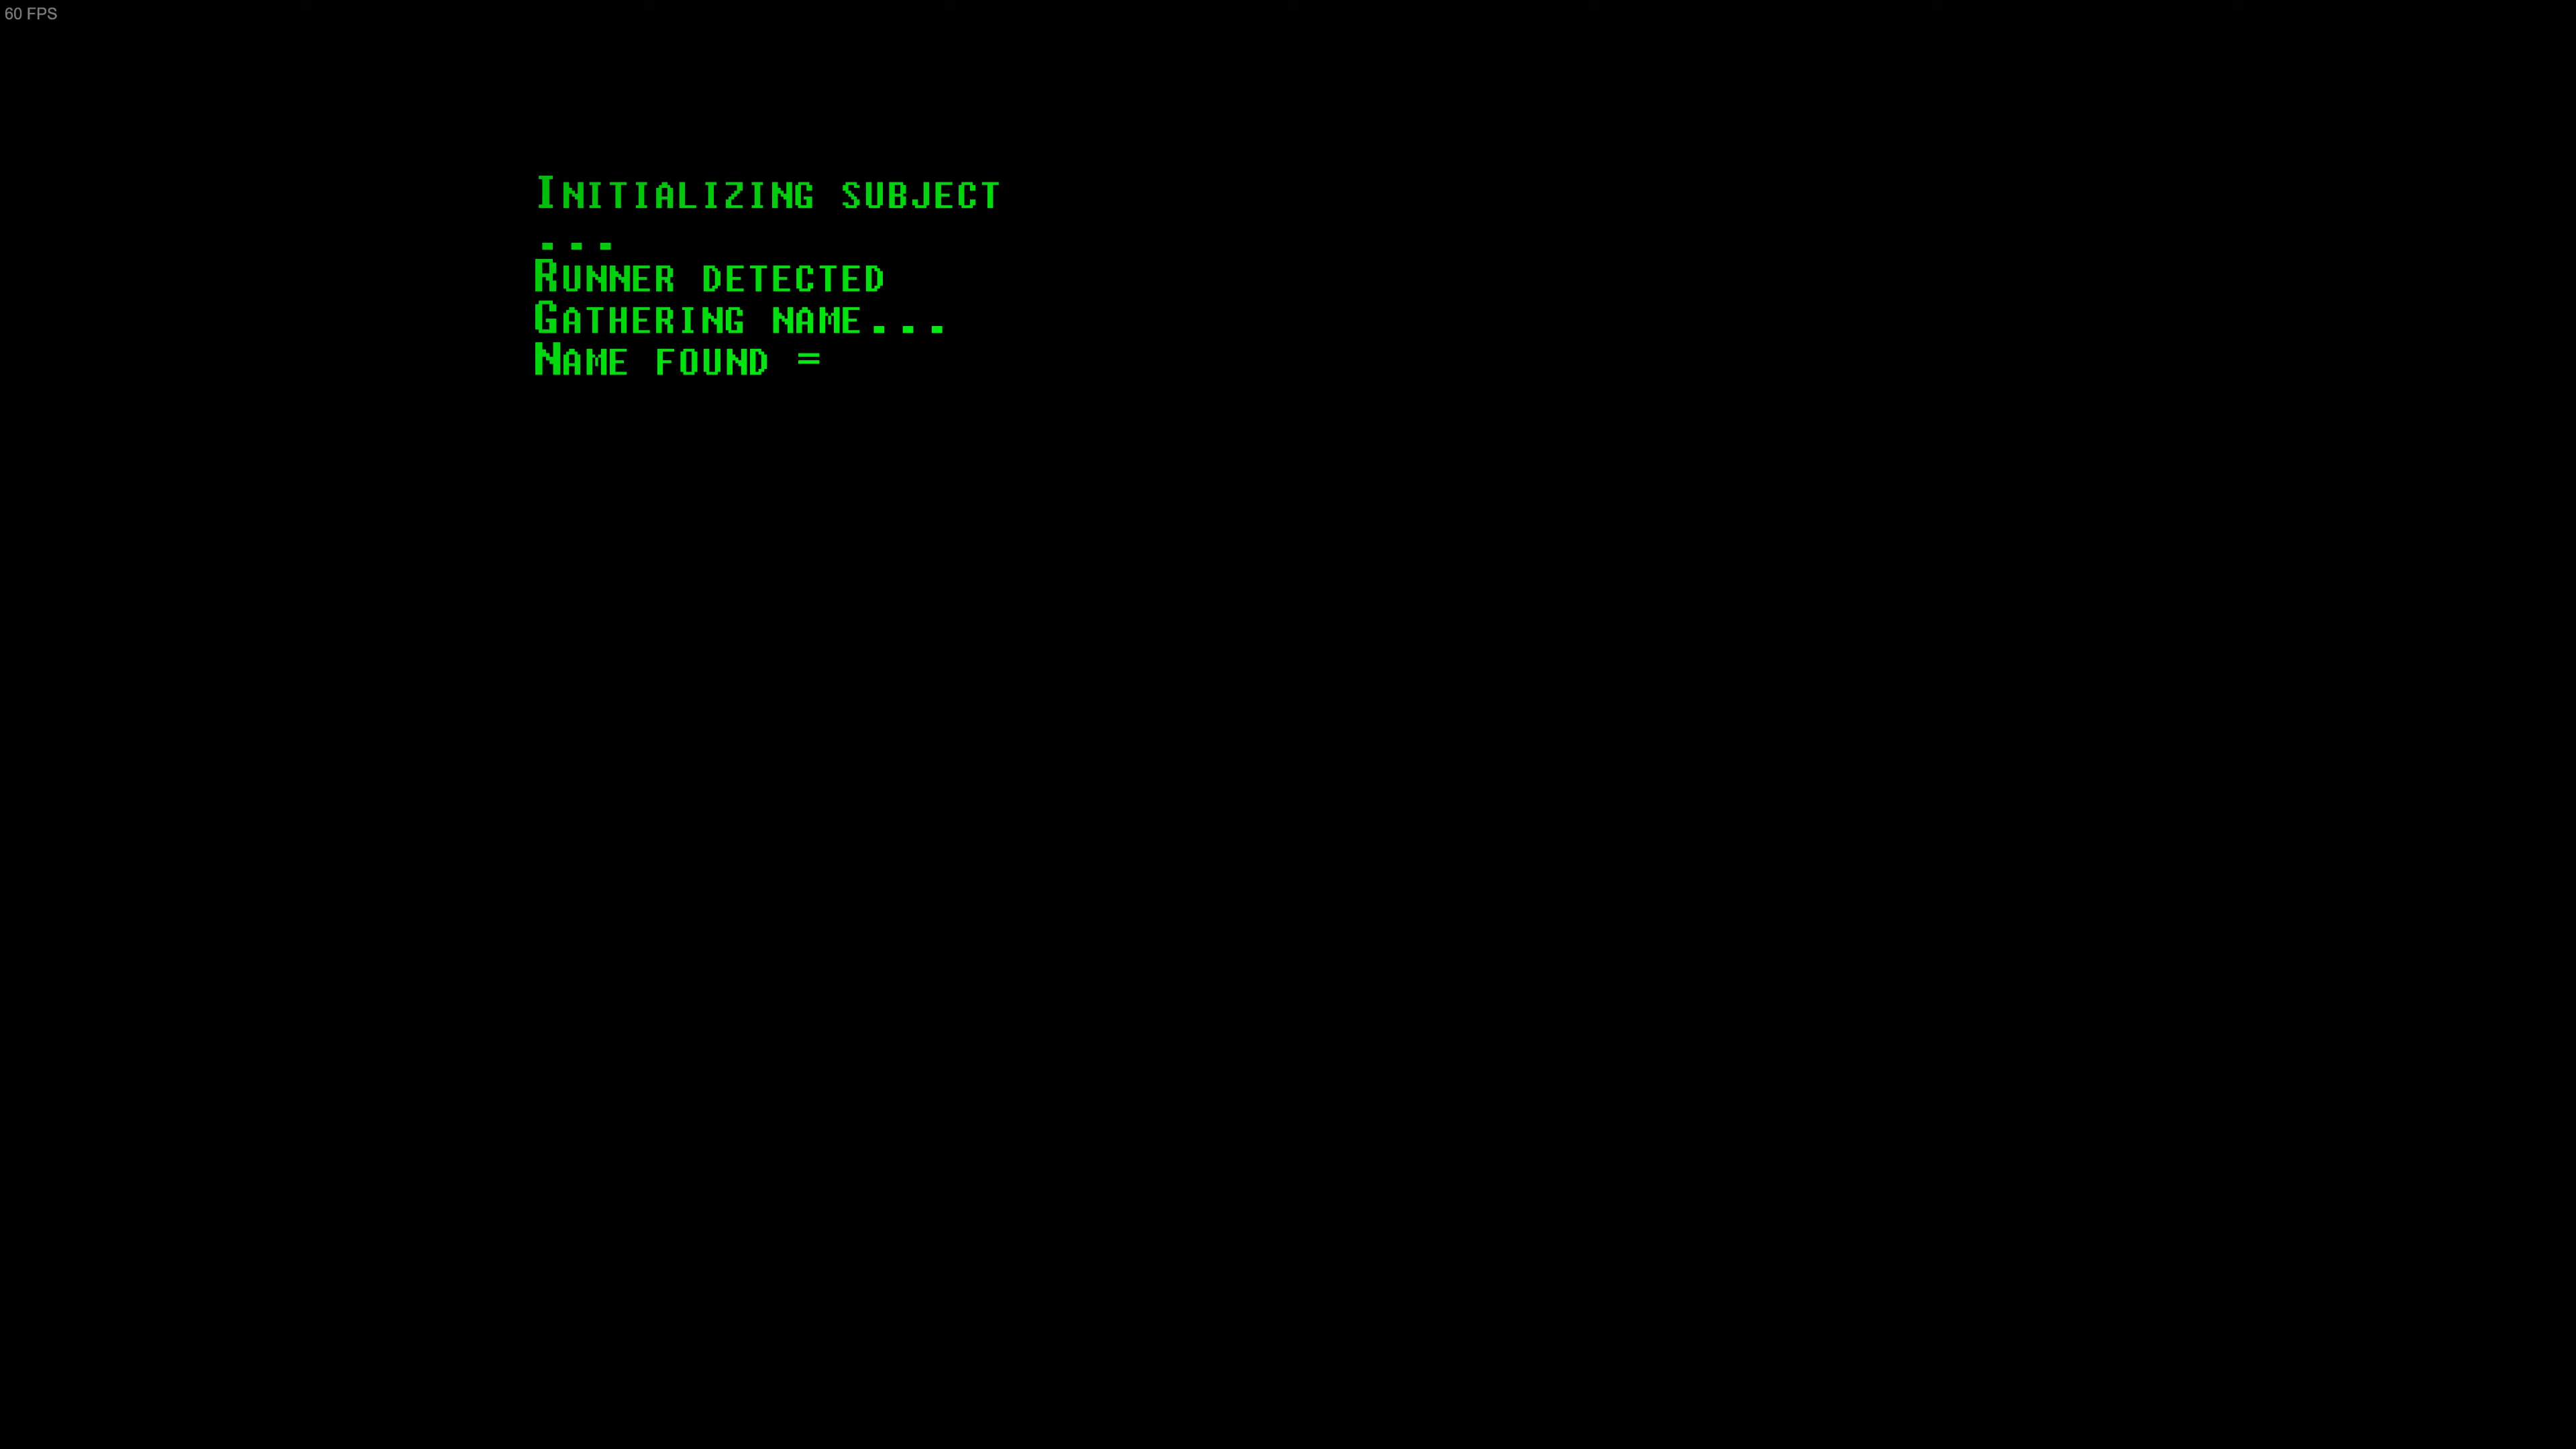 60 FPS
Initializing subject
...
Runner detected
Gathering name...
Name found =